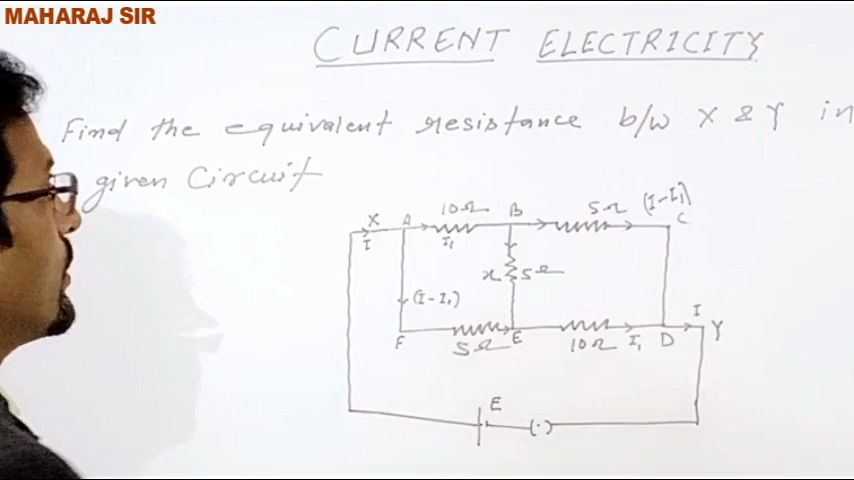 MAHARAJ SIR
CURRENT ELECTRICITY
Find the equivalent resistance b/w X & Y in
given Circuit
X A 10Ω B 5Ω (I-I₁) C
I I₁
x 5Ω
(I-I₁)
I
F 5Ω E 10Ω I₁ D Y
E
(·)